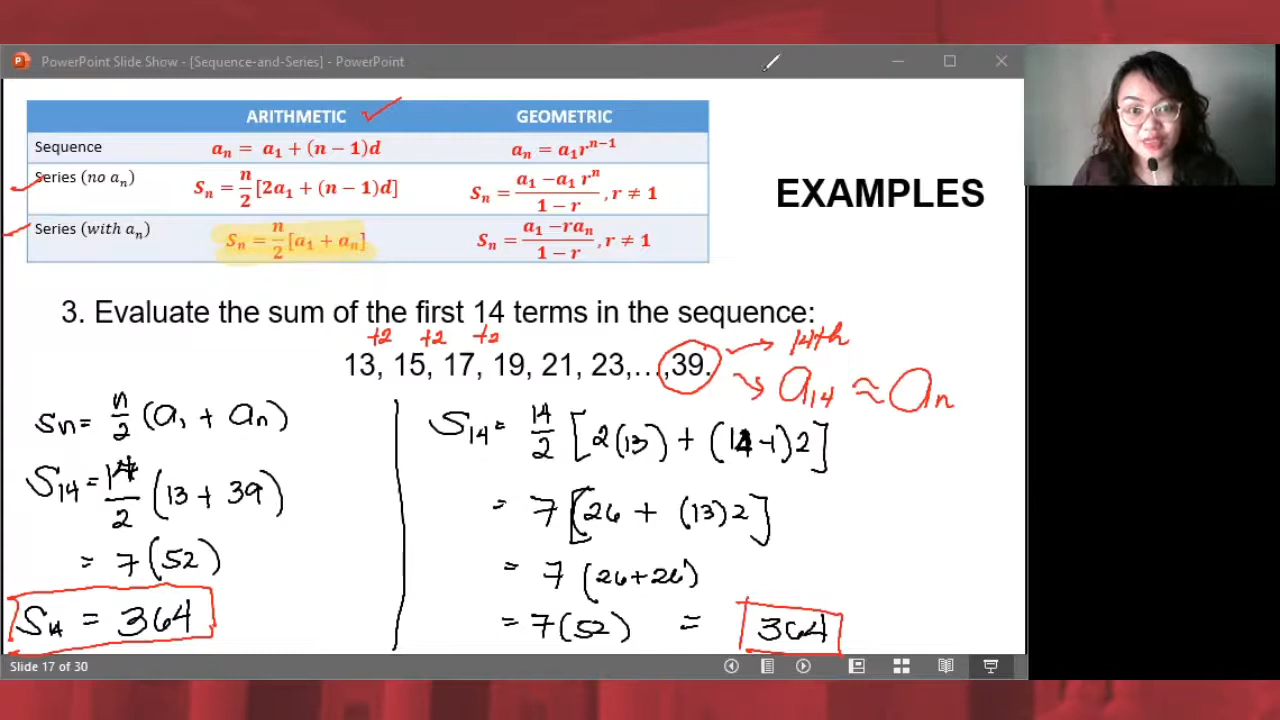 PowerPoint Slide Show - [Sequence-and-Series] - PowerPoint
ARITHMETIC GEOMETRIC
Sequence aₙ = a₁ + (n − 1)d aₙ = a₁rⁿ⁻¹
Series (no aₙ) Sₙ = n/2 [2a₁ + (n − 1)d] Sₙ = (a₁ − a₁ rⁿ)/(1 − r), r ≠ 1
Series (with aₙ) Sₙ = n/2 [a₁ + aₙ] Sₙ = (a₁ − raₙ)/(1 − r), r ≠ 1
EXAMPLES
3. Evaluate the sum of the first 14 terms in the sequence:
+2 +2 +2 14th
13, 15, 17, 19, 21, 23,...,39.
a₁₄ ≈ aₙ
Sn = n/2 (a₁ + aₙ)
S₁₄ = 14/2 (13 + 39)
= 7(52)
S₁₄ = 364
S₁₄ = 14/2 [2(13) + (14-1)2]
= 7[26 + (13)2]
= 7(26+26)
= 7(52) = 364
Slide 17 of 30